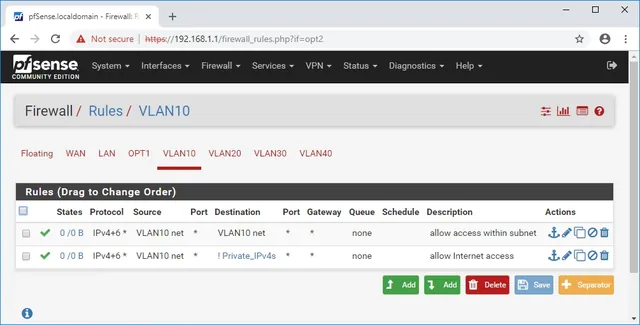 pfSense.localdomain - Firewall: R
Not secure https://192.168.1.1/firewall_rules.php?if=opt2
pfsense COMMUNITY EDITION System Interfaces Firewall Services VPN Status Diagnostics Help
Firewall / Rules / VLAN10
Floating WAN LAN OPT1 VLAN10 VLAN20 VLAN30 VLAN40
Rules (Drag to Change Order)
States Protocol Source Port Destination Port Gateway Queue Schedule Description Actions
0 /0 B IPv4+6 * VLAN10 net * VLAN10 net * * none allow access within subnet
0 /0 B IPv4+6 * VLAN10 net * ! Private_IPv4s * * none allow Internet access
Add Add Delete Save Separator